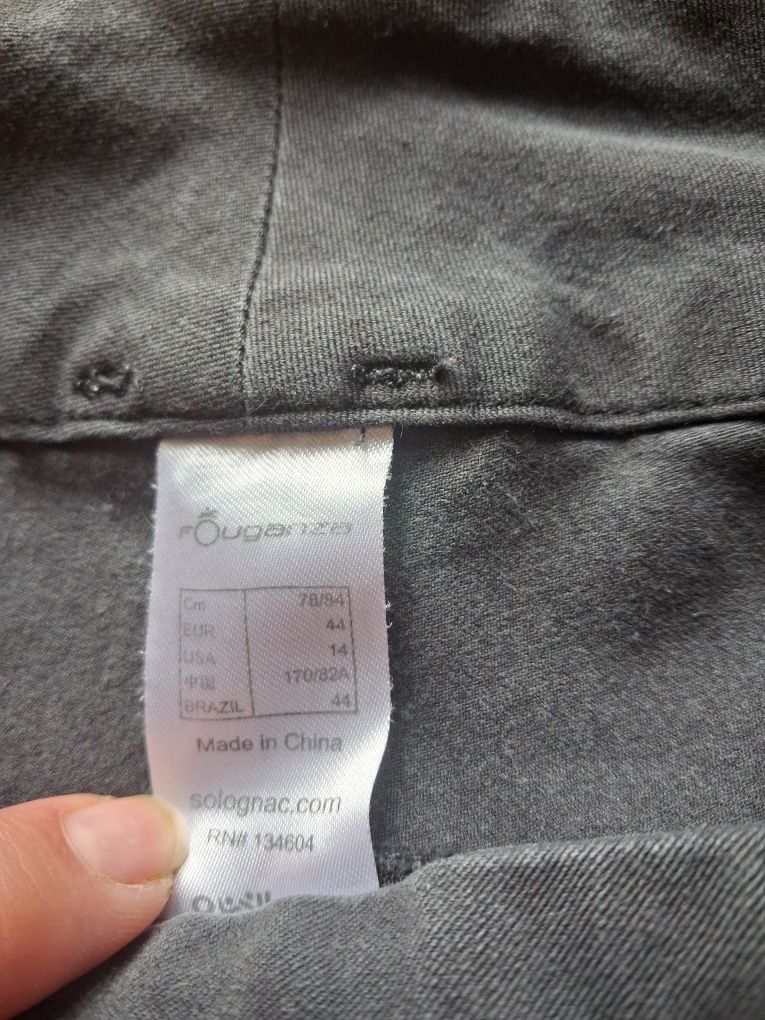 Fouganza
Cm 78/84
EUR 44
USA 14
中国 170/82A
BRAZIL 44
Made in China
solognac.com
RN# 134604